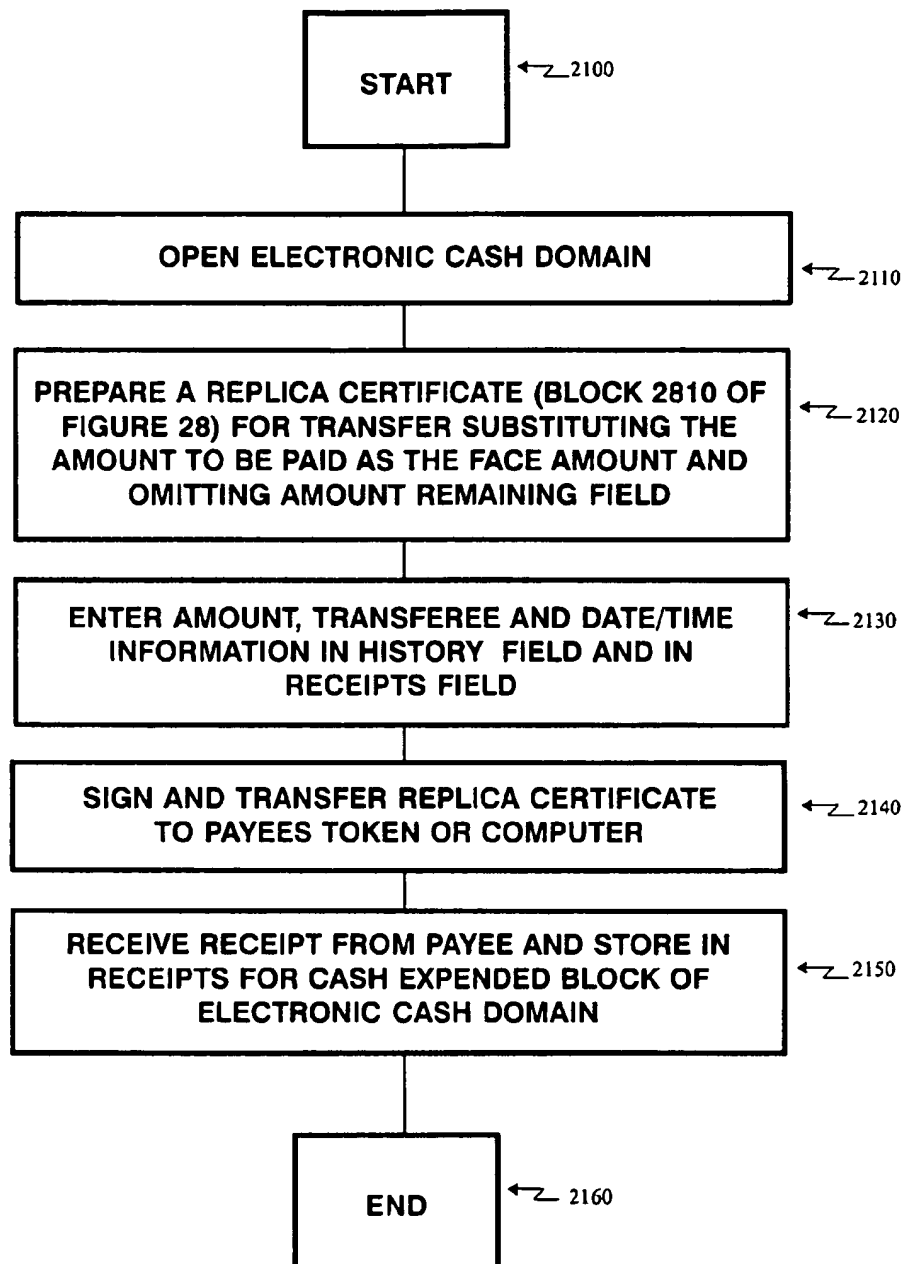 START
2100
OPEN ELECTRONIC CASH DOMAIN
2110
PREPARE A REPLICA CERTIFICATE (BLOCK 2810 OF
FIGURE 28) FOR TRANSFER SUBSTITUTING THE
AMOUNT TO BE PAID AS THE FACE AMOUNT AND
OMITTING AMOUNT REMAINING FIELD
2120
ENTER AMOUNT, TRANSFEREE AND DATE/TIME
INFORMATION IN HISTORY FIELD AND IN
RECEIPTS FIELD
2130
SIGN AND TRANSFER REPLICA CERTIFICATE
TO PAYEES TOKEN OR COMPUTER
2140
RECEIVE RECEIPT FROM PAYEE AND STORE IN
RECEIPTS FOR CASH EXPENDED BLOCK OF
ELECTRONIC CASH DOMAIN
2150
END
2160